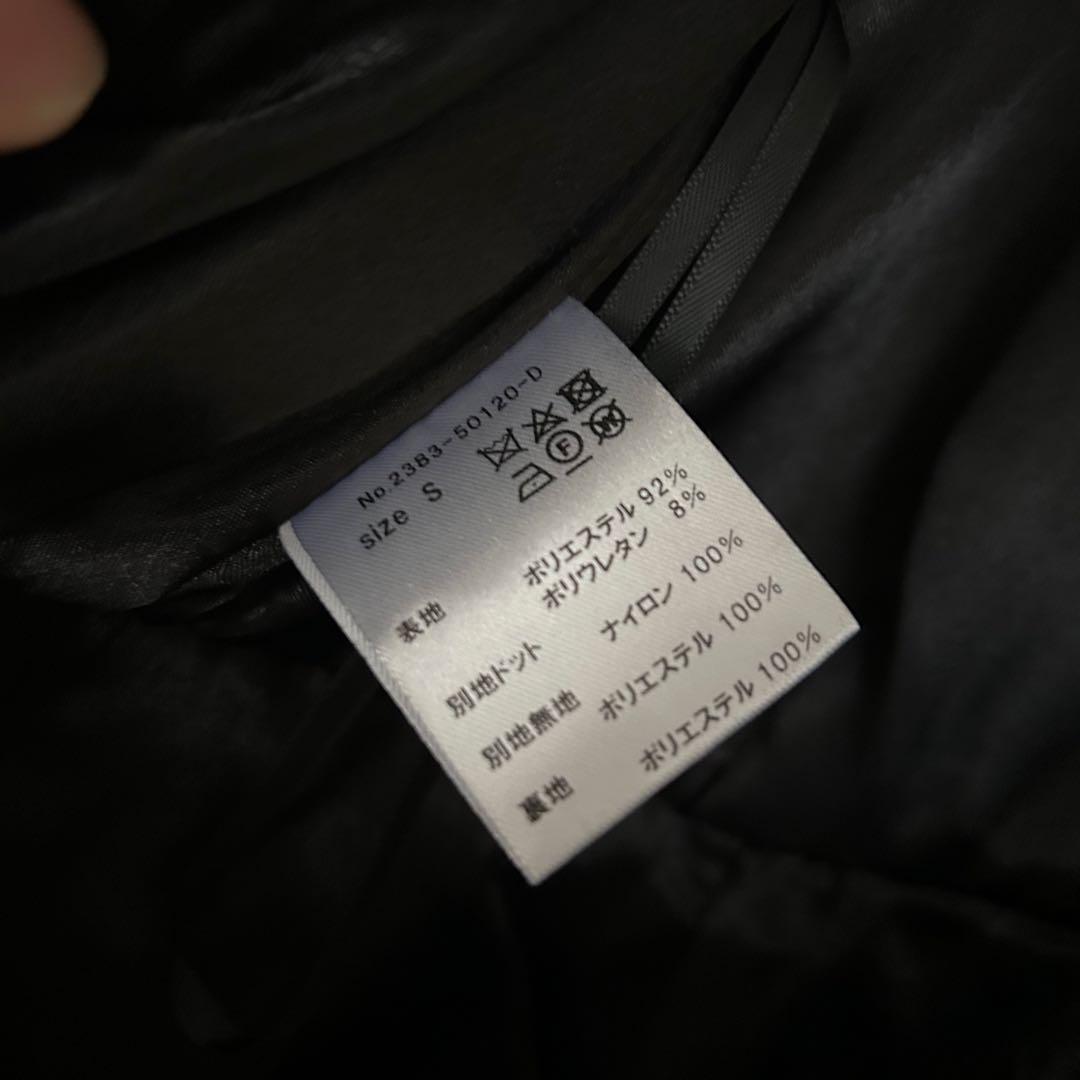 No.2383-50120-D
size S
F
W
表地 ポリエステル 92%
ポリウレタン 8%
別地ドット ナイロン 100%
別地無地 ポリエステル 100%
裏地 ポリエステル 100%